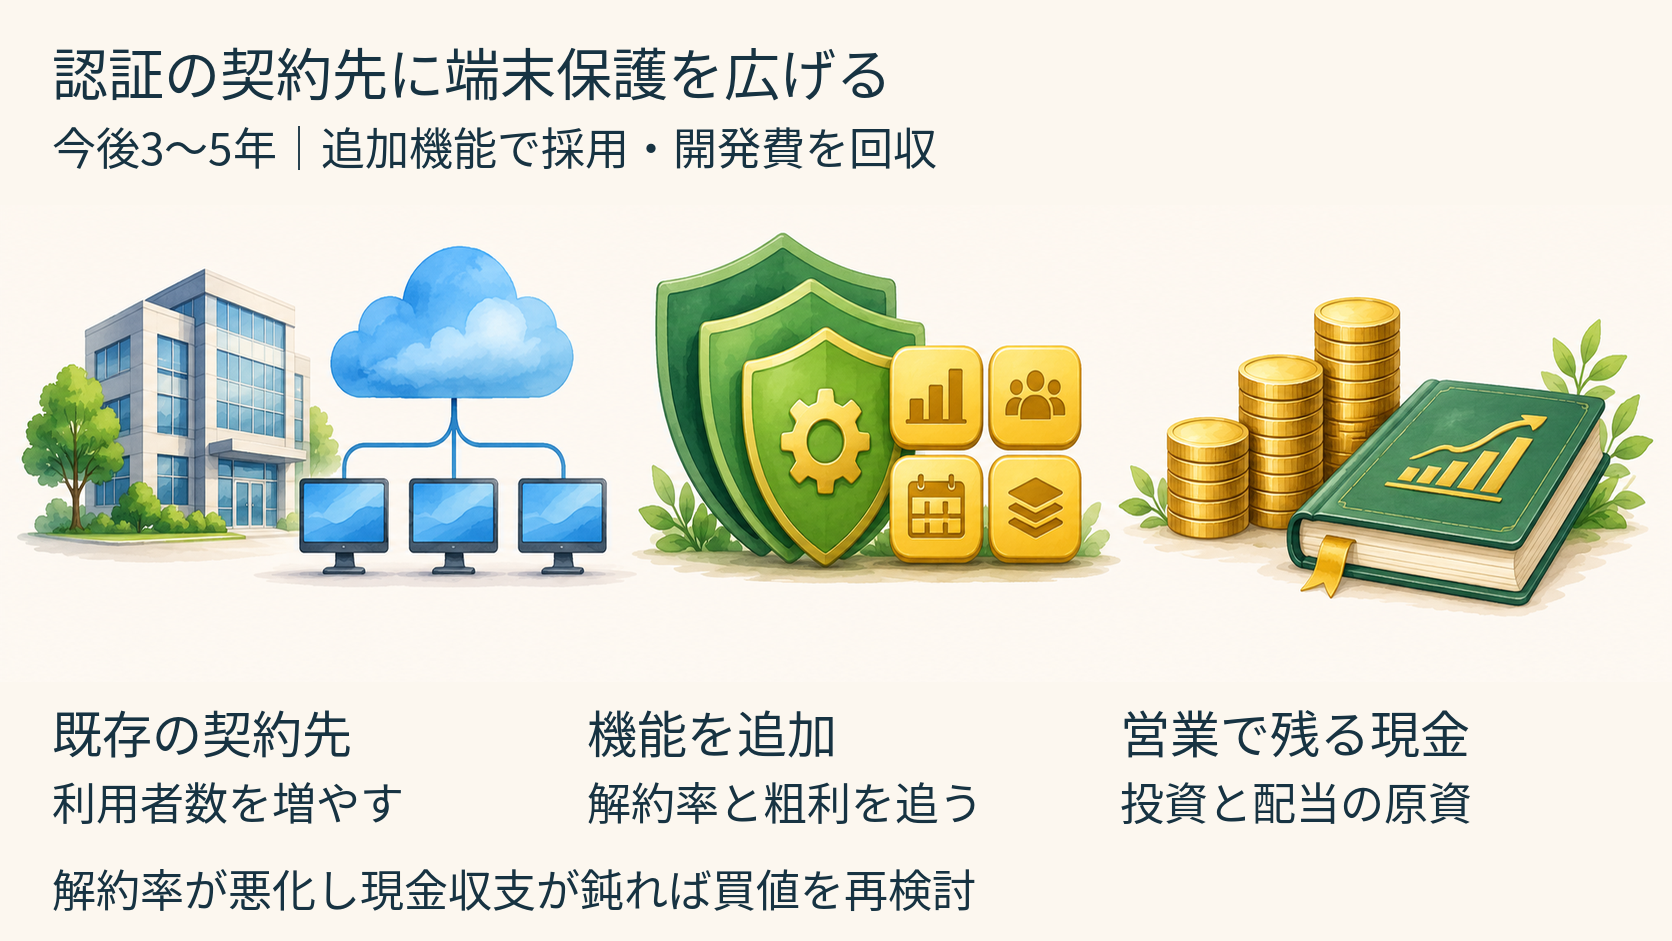 認証の契約先に端末保護を広げる
今後3〜5年｜追加機能で採用・開発費を回収
既存の契約先
利用者数を増やす
機能を追加
解約率と粗利を追う
営業で残る現金
投資と配当の原資
解約率が悪化し現金収支が鈍れば買値を再検討